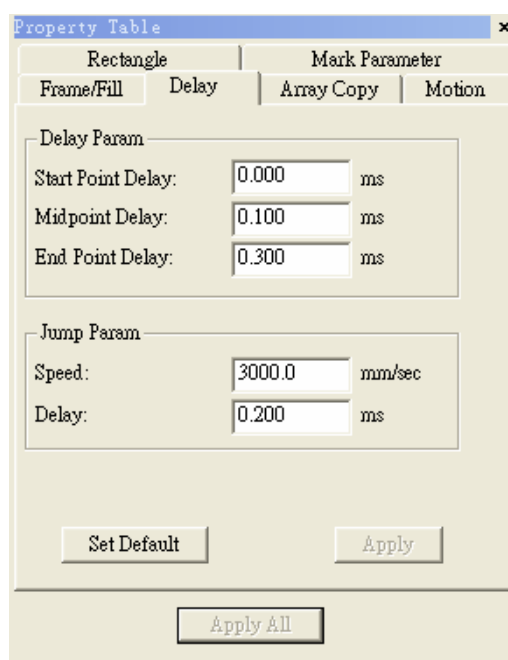 Property Table ×
Rectangle Mark Parameter
Frame/Fill Delay Array Copy Motion
Delay Param
Start Point Delay: 0.000 ms
Midpoint Delay: 0.100 ms
End Point Delay: 0.300 ms
Jump Param
Speed: 3000.0 mm/sec
Delay: 0.200 ms
Set Default Apply
Apply All